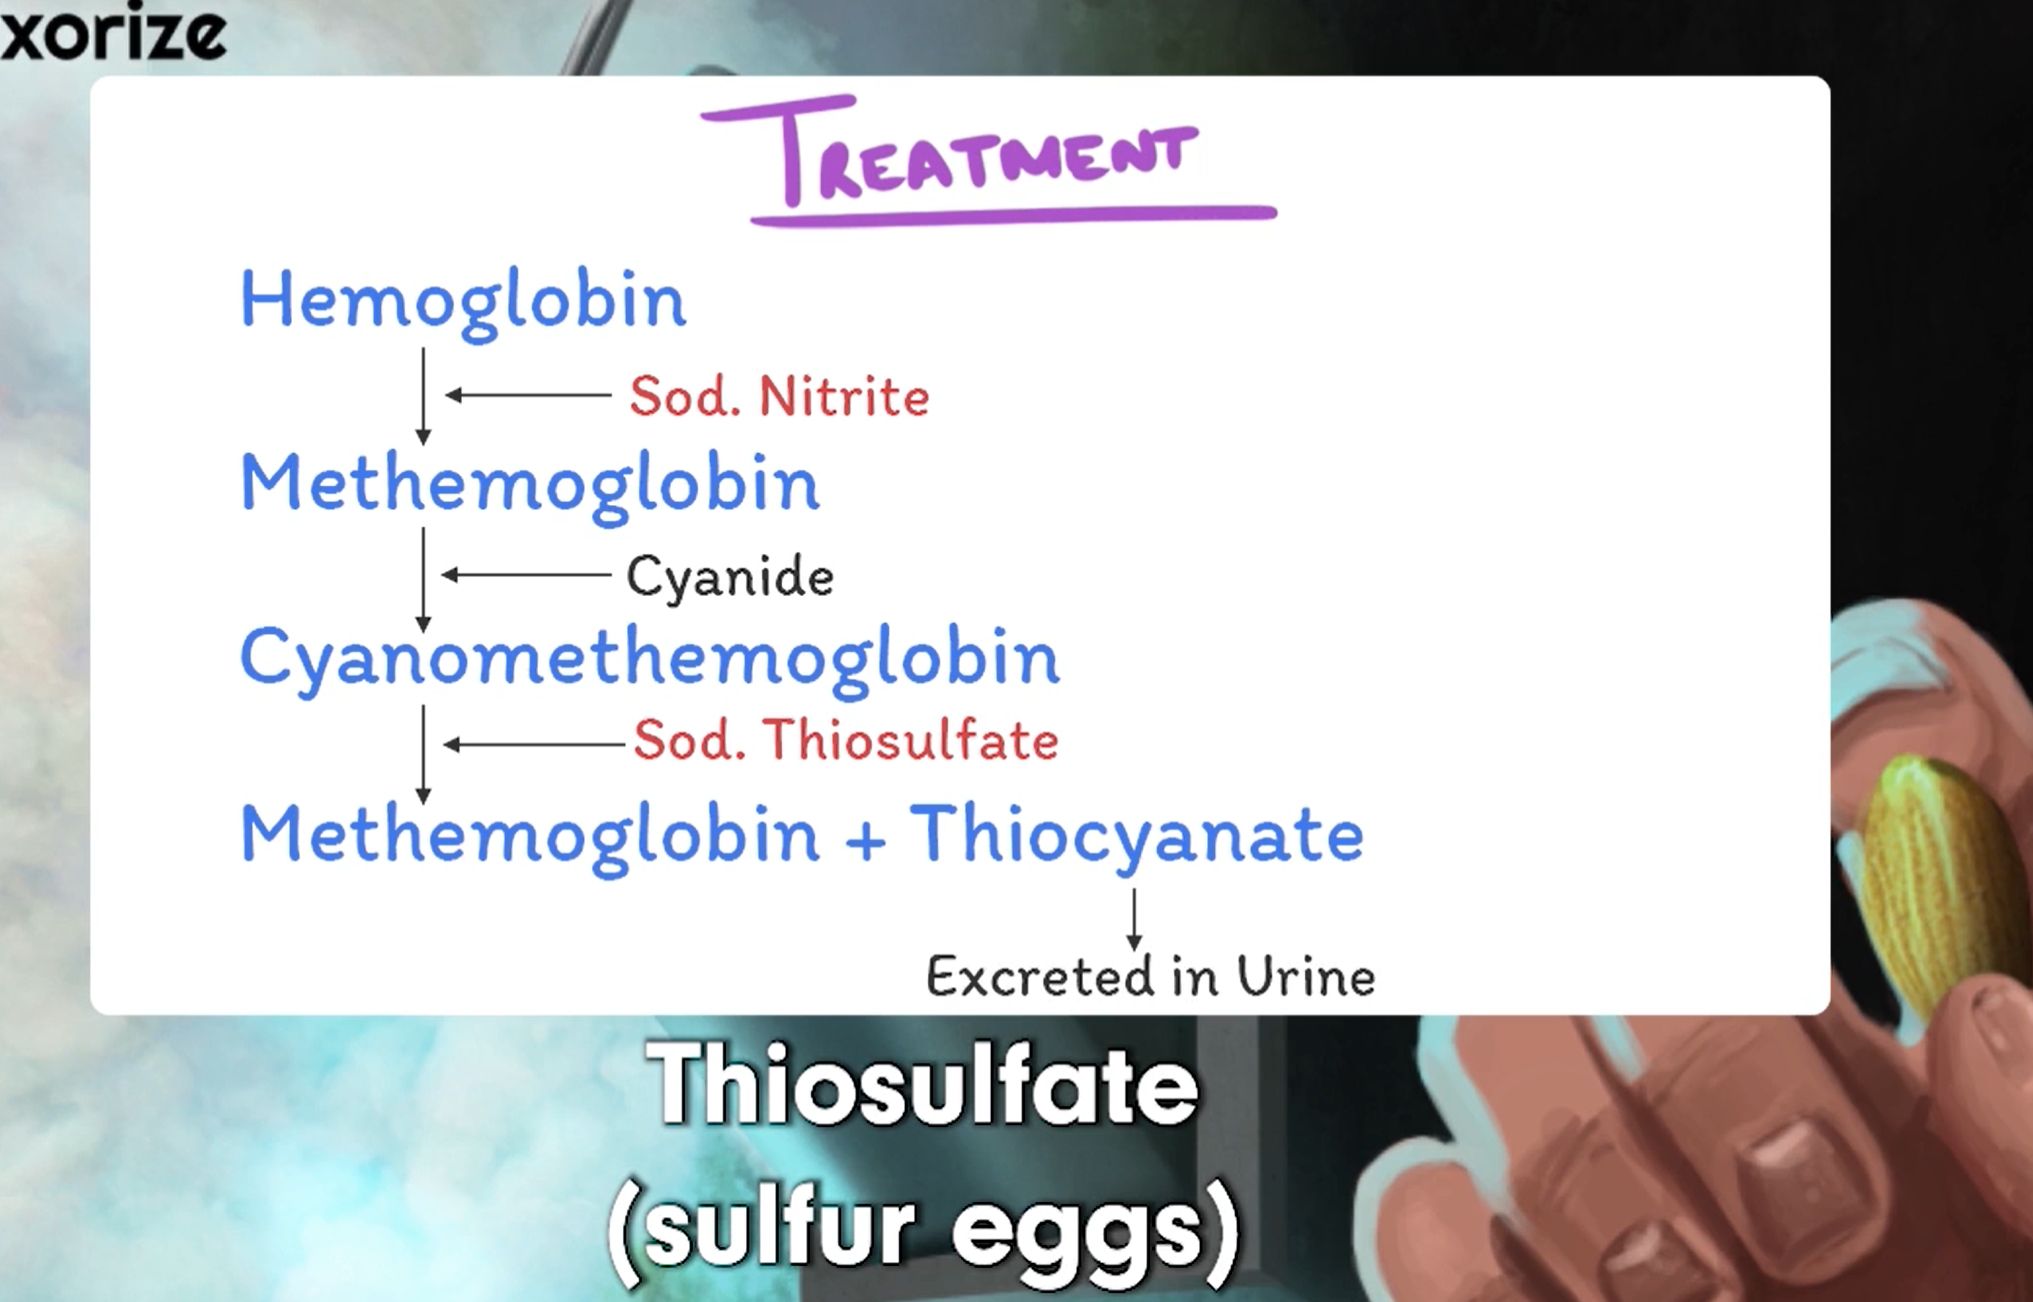 xorize
TREATMENT
Hemoglobin
Sod. Nitrite
Methemoglobin
Cyanide
Cyanomethemoglobin
Sod. Thiosulfate
Methemoglobin + Thiocyanate
Excreted in Urine
Thiosulfate
(sulfur eggs)